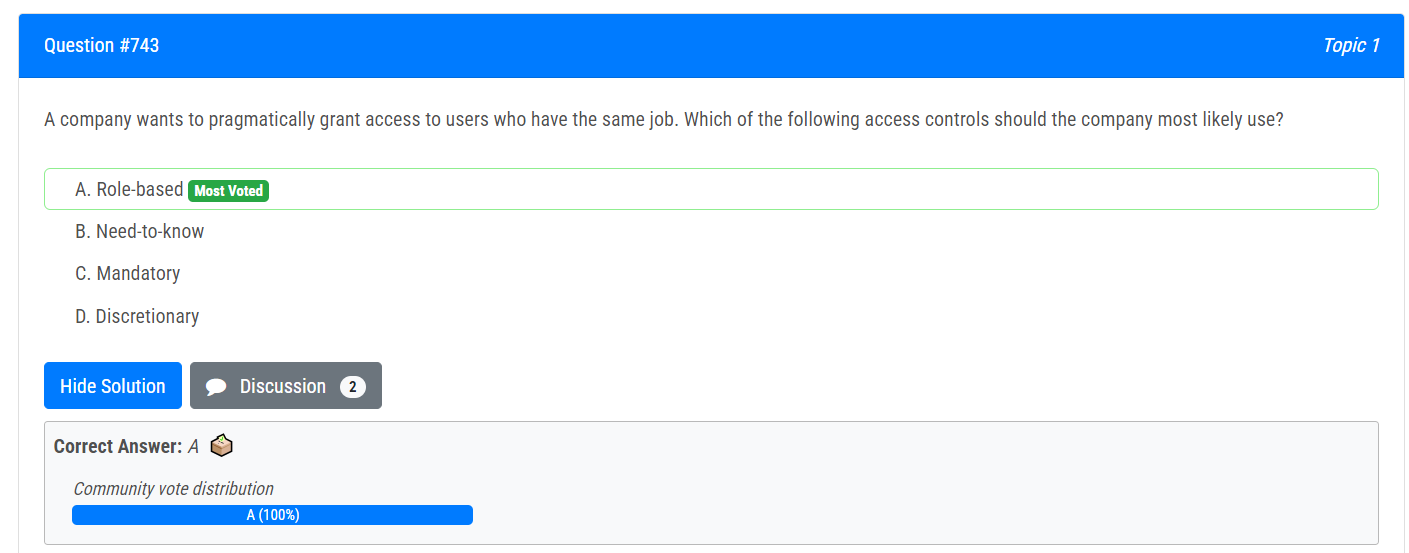 Question #743
Topic 1
A company wants to pragmatically grant access to users who have the same job. Which of the following access controls should the company most likely use?
A. Role-based Most Voted
B. Need-to-know
C. Mandatory
D. Discretionary
Hide Solution
Discussion 2
Correct Answer: A
Community vote distribution
A (100%)